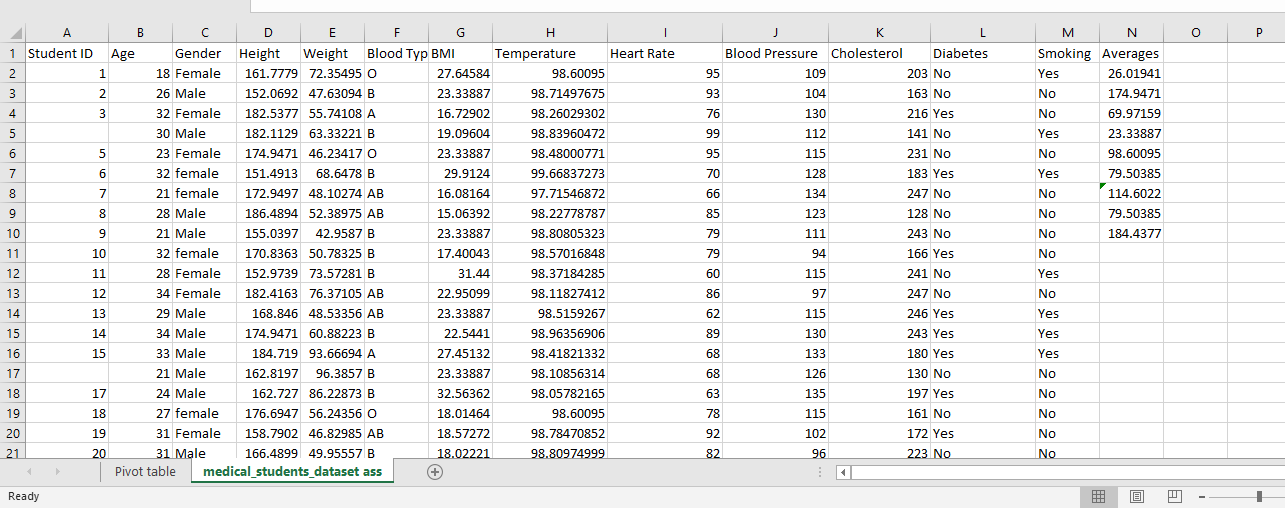 A B C D E F G H I J K L M N O P
1 Student ID Age Gender Height Weight Blood Typ BMI Temperature Heart Rate Blood Pressure Cholesterol Diabetes Smoking Averages
2 1 18 Female 161.7779 72.35495 O 27.64584 98.60095 95 109 203 No Yes 26.01941
3 2 26 Male 152.0692 47.63094 B 23.33887 98.71497675 93 104 163 No No 174.9471
4 3 32 Female 182.5377 55.74108 A 16.72902 98.26029302 76 130 216 Yes No 69.97159
5 30 Male 182.1129 63.33221 B 19.09604 98.83960472 99 112 141 No Yes 23.33887
6 5 23 Female 174.9471 46.23417 O 23.33887 98.48000771 95 115 231 No No 98.60095
7 6 32 female 151.4913 68.6478 B 29.9124 99.66837273 70 128 183 Yes Yes 79.50385
8 7 21 female 172.9497 48.10274 AB 16.08164 97.71546872 66 134 247 No No 114.6022
9 8 28 Male 186.4894 52.38975 AB 15.06392 98.22778787 85 123 128 No No 79.50385
10 9 21 Male 155.0397 42.9587 B 23.33887 98.80805323 79 111 243 No No 184.4377
11 10 32 female 170.8363 50.78325 B 17.40043 98.57016848 79 94 166 Yes No
12 11 28 Female 152.9739 73.57281 B 31.44 98.37184285 60 115 241 No Yes
13 12 34 Female 182.4163 76.37105 AB 22.95099 98.11827412 86 97 247 No No
14 13 29 Male 168.846 48.53356 AB 23.33887 98.5159267 62 115 246 Yes Yes
15 14 34 Male 174.9471 60.88223 B 22.5441 98.96356906 89 130 243 Yes Yes
16 15 33 Male 184.719 93.66694 A 27.45132 98.41821332 68 133 180 Yes Yes
17 21 Male 162.8197 96.3857 B 23.33887 98.10856314 68 126 130 No No
18 17 24 Male 162.727 86.22873 B 32.56362 98.05782165 63 135 197 Yes No
19 18 27 female 176.6947 56.24356 O 18.01464 98.60095 78 115 161 No No
20 19 31 Female 158.7902 46.82985 AB 18.57272 98.78470852 92 102 172 Yes No
21 20 31 Male 166.4899 49.95557 B 18.02221 98.80974999 82 96 223 No No
Pivot table medical_students_dataset ass
Ready